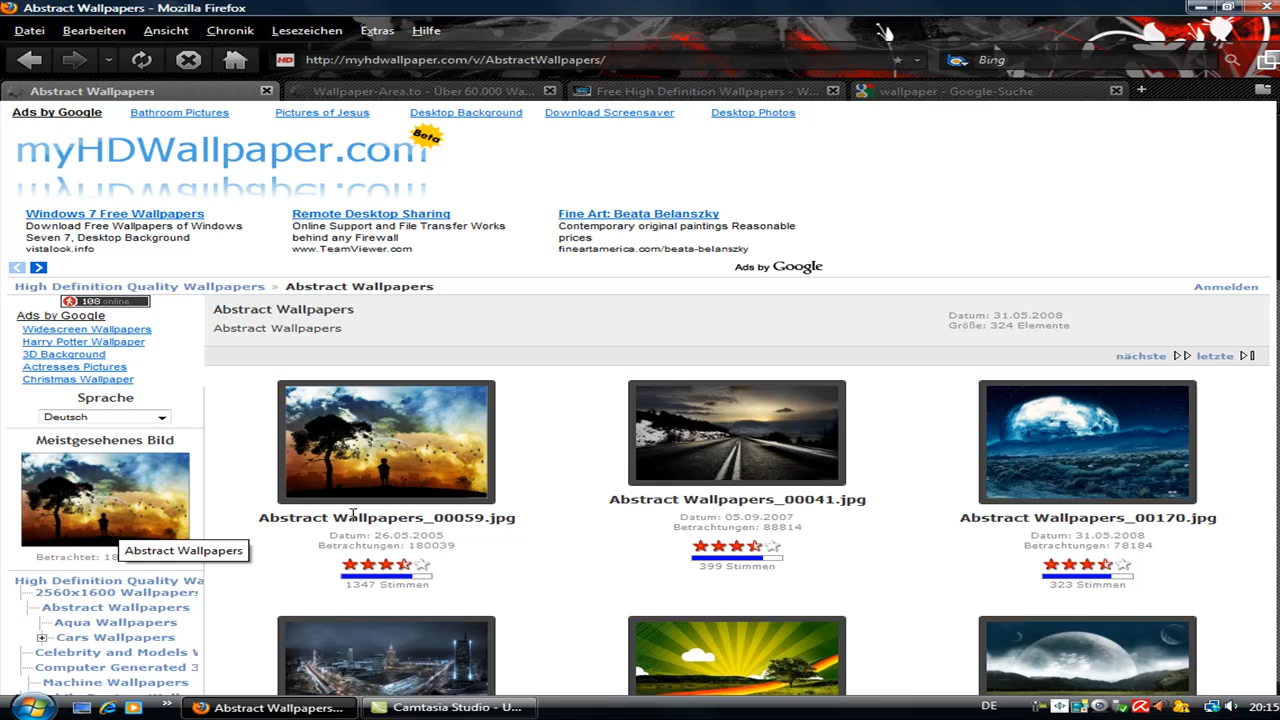 Abstract Wallpapers - Mozilla Firefox
Datei Bearbeiten Ansicht Chronik Lesezeichen Extras Hilfe
HD http://myhdwallpaper.com/v/AbstractWallpapers/ Bing
Abstract Wallpapers Wallpaper-Area.to - Über 60.000 Wa... Free High Definition Wallpapers - W... wallpaper - Google-Suche
Ads by Google Bathroom Pictures Pictures of Jesus Desktop Background Download Screensaver Desktop Photos
Beta
myHDWallpaper.com
Windows 7 Free Wallpapers
Download Free Wallpapers of Windows
Seven 7, Desktop Background
vistalook.info
Remote Desktop Sharing
Online Support and File Transfer Works
behind any Firewall
www.TeamViewer.com
Fine Art: Beata Belanszky
Contemporary original paintings Reasonable
prices
fineartamerica.com/beata-belanszky
Ads by Google
High Definition Quality Wallpapers » Abstract Wallpapers Anmelden
108 online
Ads by Google
Widescreen Wallpapers
Harry Potter Wallpaper
3D Background
Actresses Pictures
Christmas Wallpaper
Sprache
Deutsch
Meistgesehenes Bild
Betrachtet: 18
Abstract Wallpapers
High Definition Quality Wa
2560x1600 Wallpapers
Abstract Wallpapers
Aqua Wallpapers
Cars Wallpapers
Celebrity and Models W
Computer Generated 3
Machine Wallpapers
Abstract Wallpapers
Abstract Wallpapers
Datum: 31.05.2008
Größe: 324 Elemente
nächste letzte
Abstract Wallpapers_00059.jpg
Datum: 26.05.2005
Betrachtungen: 180039
1347 Stimmen
Abstract Wallpapers_00041.jpg
Datum: 05.09.2007
Betrachtungen: 88814
399 Stimmen
Abstract Wallpapers_00170.jpg
Datum: 31.05.2008
Betrachtungen: 78184
323 Stimmen
Abstract Wallpapers... Camtasia Studio - U... DE 20:15